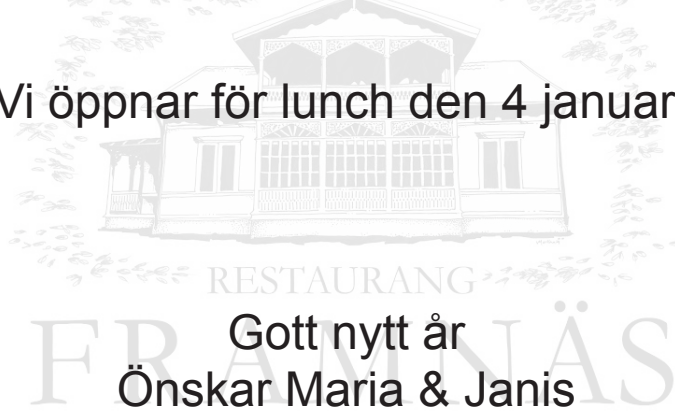 Vi öppnar för lunch den 4 januar
RESTAURANG
FRAMNÄS
Gott nytt år
Önskar Maria & Janis